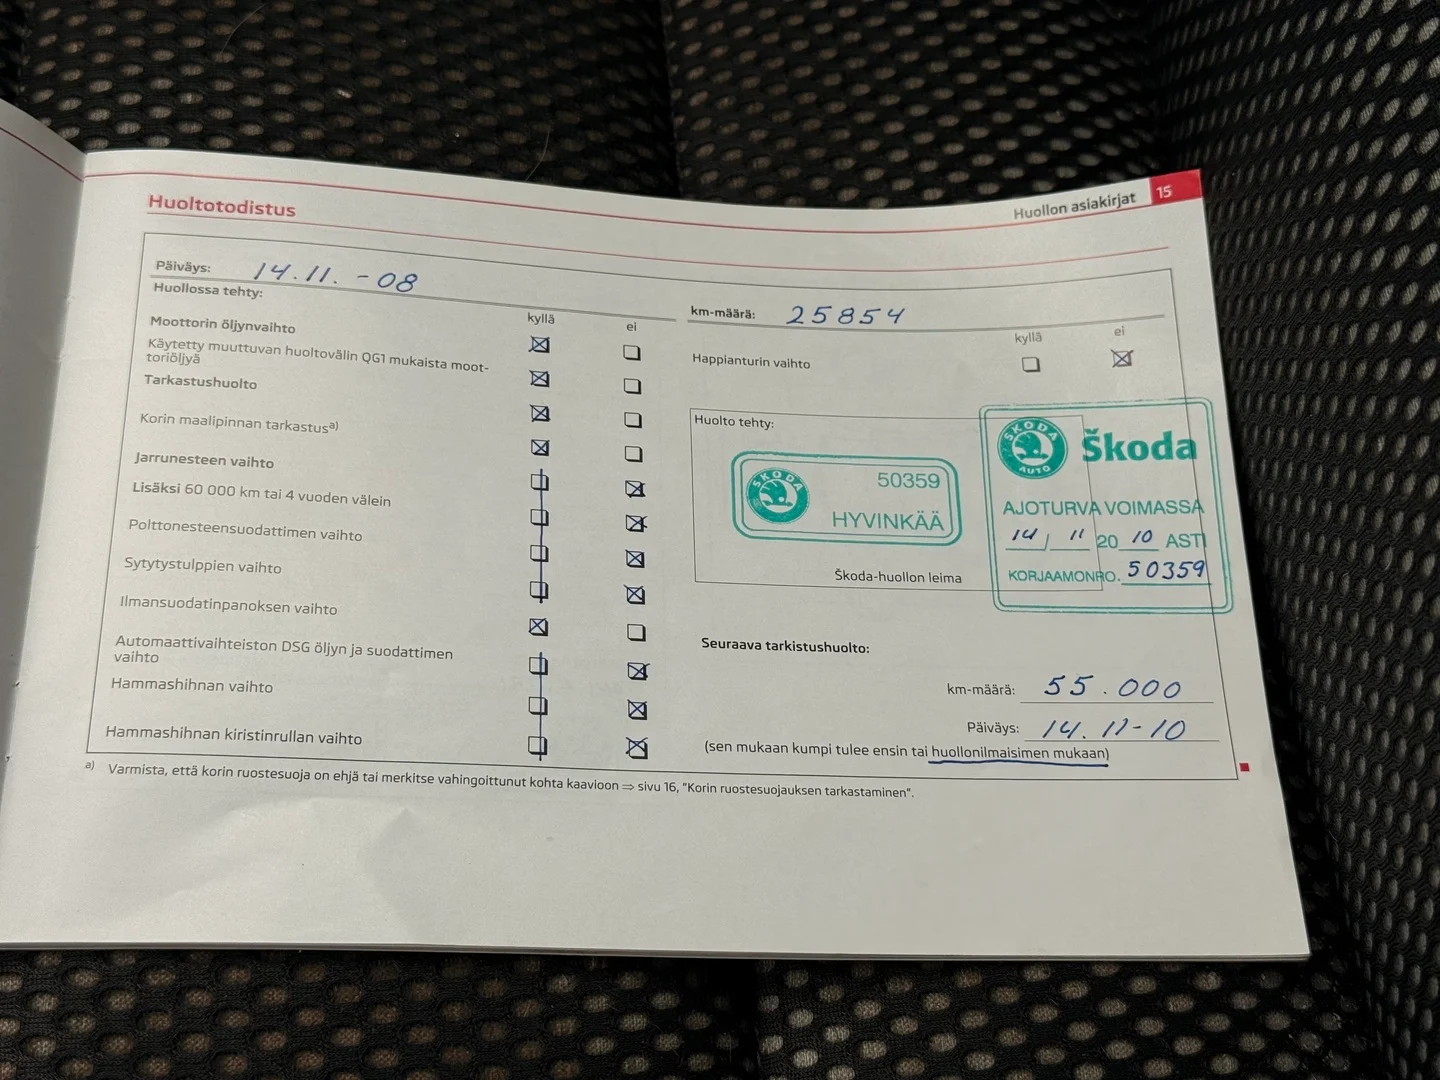 Huoltotodistus
Huollon asiakirjat 15
Päiväys: 14.11. - 08
km-määrä: 25854
Huollossa tehty:
kyllä ei
kyllä ei
Moottorin öljynvaihto
Käytetty muuttuvan huoltovälin QG1 mukaista moot-
toriöljyä
Tarkastushuolto
Korin maalipinnan tarkastusa)
Jarrunesteen vaihto
Lisäksi 60 000 km tai 4 vuoden välein
Polttonesteensuodattimen vaihto
Sytytystulppien vaihto
Ilmansuodatinpanoksen vaihto
Automaattivaihteiston DSG öljyn ja suodattimen
vaihto
Hammashihnan vaihto
Hammashihnan kiristinrullan vaihto
Happianturin vaihto
Huolto tehty:
SKODA
50359
HYVINKÄÄ
Škoda-huollon leima
SKODA
AUTO
Škoda
AJOTURVA VOIMASSA
14 / 11 20 10 ASTI
KORJAAMONRO. 50359
Seuraava tarkistushuolto:
km-määrä: 55.000
Päiväys: 14.11-10
(sen mukaan kumpi tulee ensin tai huollonilmaisimen mukaan)
a) Varmista, että korin ruostesuoja on ehjä tai merkitse vahingoittunut kohta kaavioon ⇒ sivu 16, "Korin ruostesuojauksen tarkastaminen".